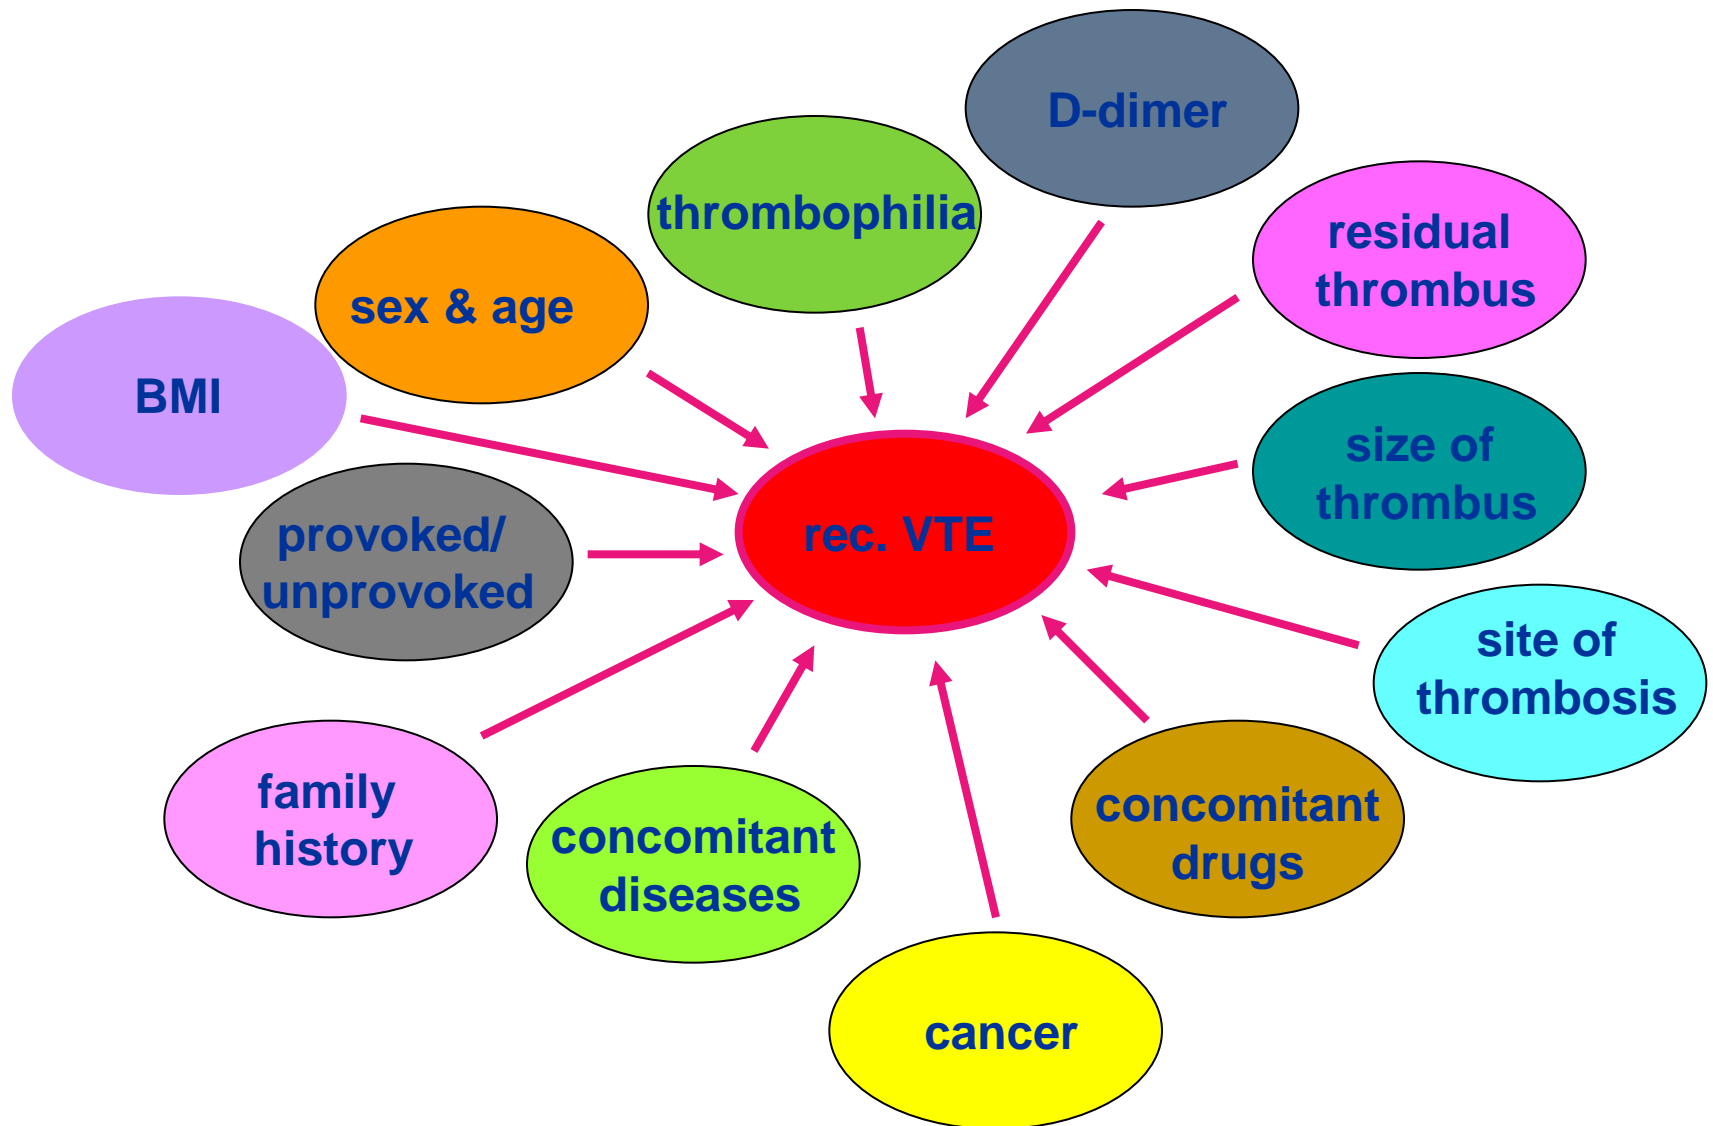 D-dimer
thrombophilia
residual
thrombus
sex & age
BMI
size of
thrombus
provoked/
unprovoked
rec. VTE
site of
thrombosis
family
history
concomitant
diseases
concomitant
drugs
cancer